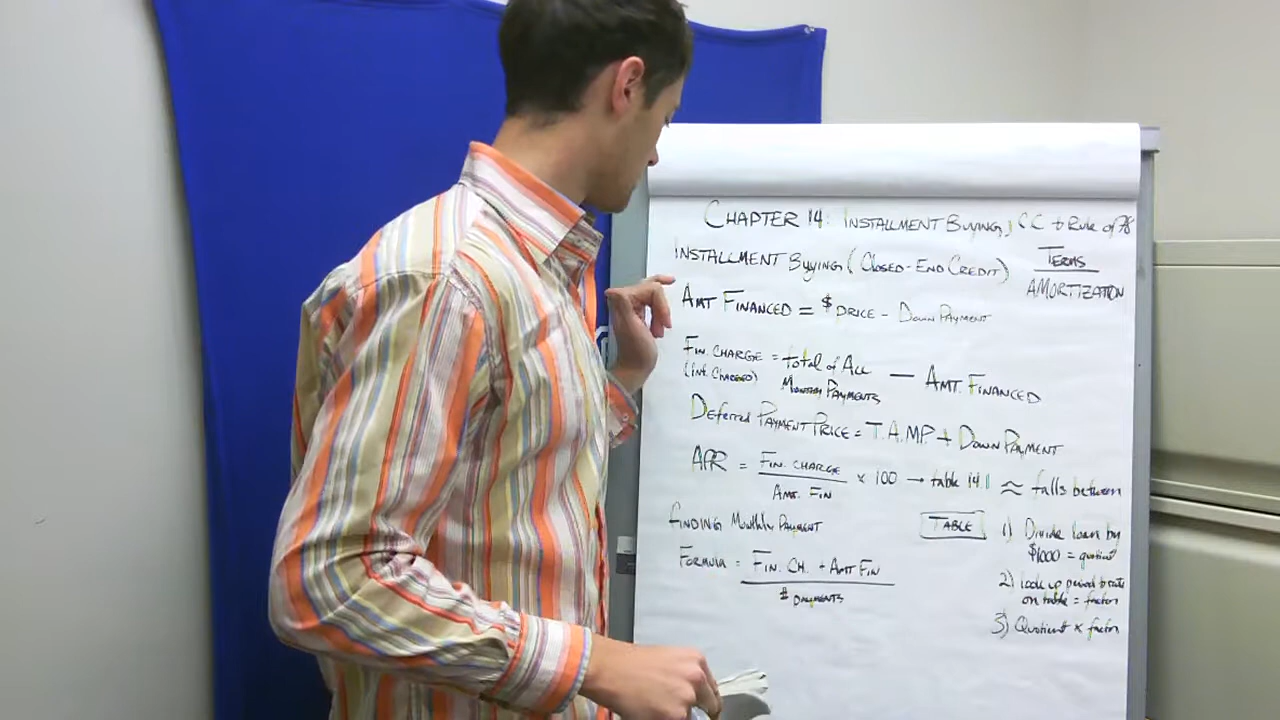 CHAPTER 14: INSTALLMENT BUYING, CC + Rule of 78
INSTALLMENT BUYING (CLOSED-END CREDIT)
TERMS
AMORTIZATION
AMT FINANCED = $ PRICE - DOWN PAYMENT
FIN. CHARGE = total of ALL — AMT. FINANCED
(INT. CHARGED) MONTHLY PAYMENTS
Deferred PAYMENT PRICE = T.A.M.P. + DOWN PAYMENT
APR = FIN. CHARGE × 100 → table 14.1 ≈ falls between
AMT. FIN
FINDING Monthly PAYMENT
FORMULA = FIN. CH. + AMT FIN
# PAYMENTS
TABLE
1) Divide loan by
$1000 = quotient
2) Look up period & rate
on table = factor
3) Quotient × factor